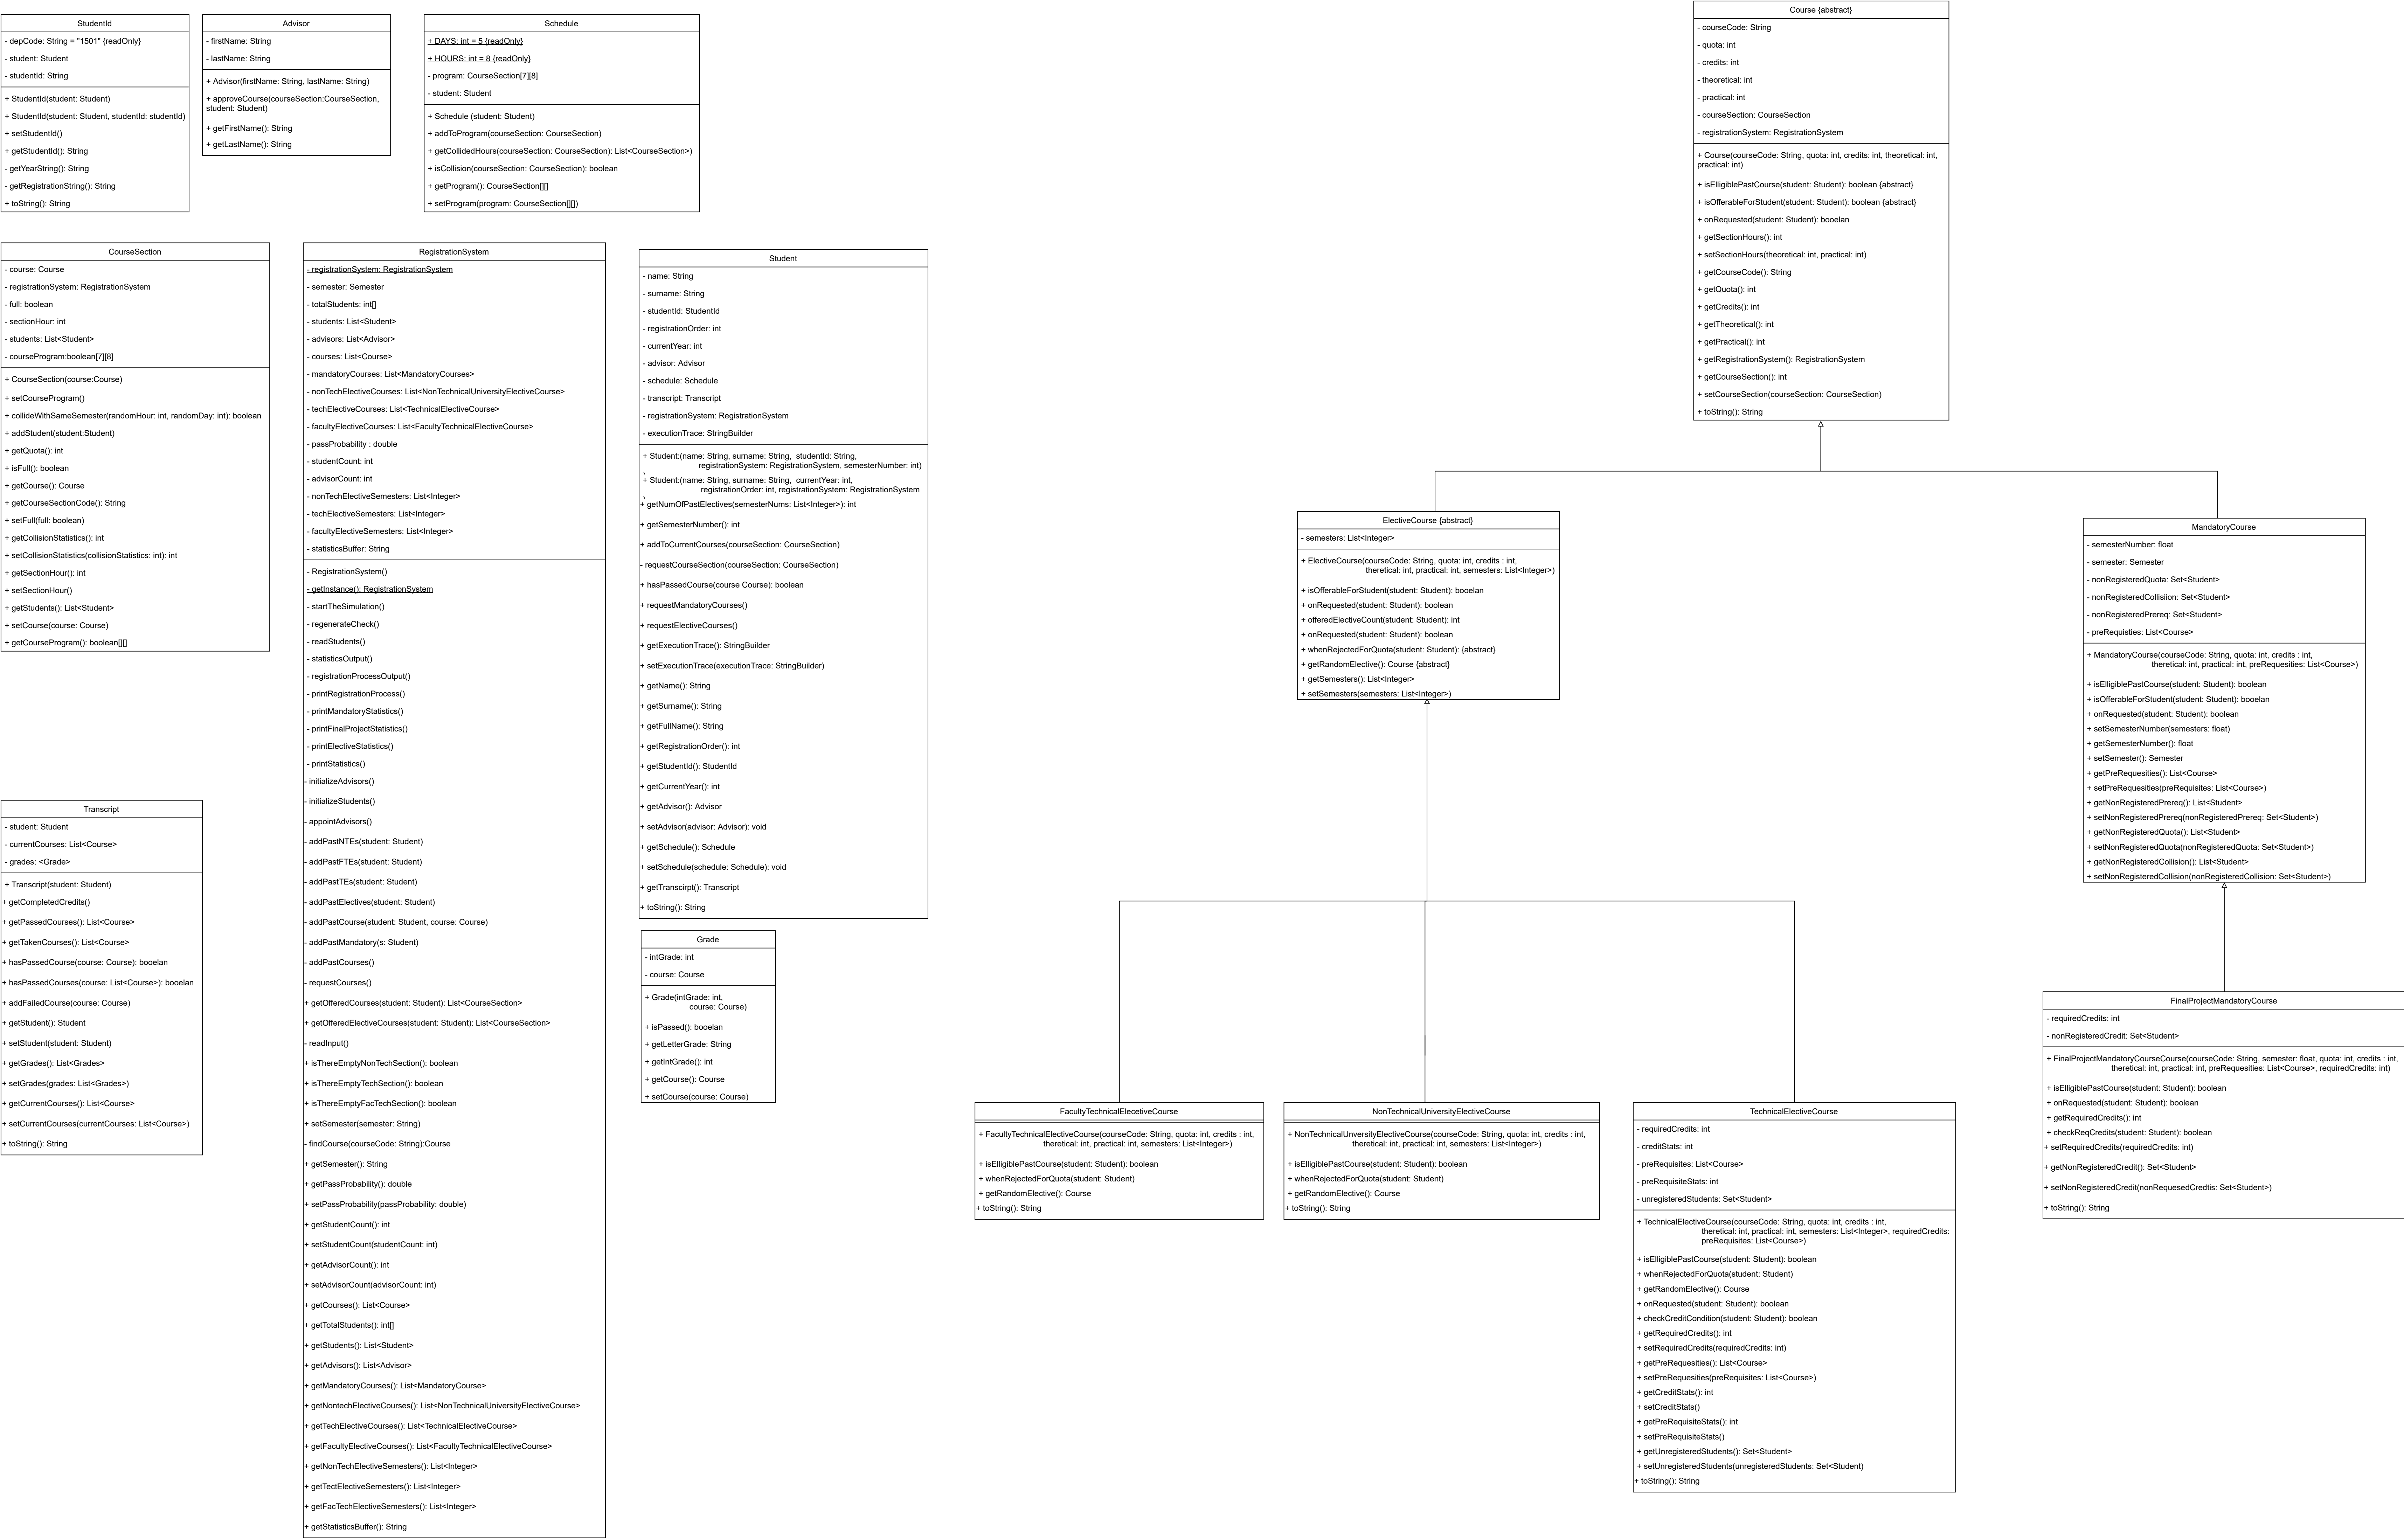 StudentId
- depCode: String = "1501" {readOnly}
- student: Student
- studentId: String
+ StudentId(student: Student)
+ StudentId(student: Student, studentId: studentId)
+ setStudentId()
+ getStudentId(): String
- getYearString(): String
- getRegistrationString(): String
+ toString(): String
Advisor
- firstName: String
- lastName: String
+ Advisor(firstName: String, lastName: String)
+ approveCourse(courseSection:CourseSection,
student: Student)
+ getFirstName(): String
+ getLastName(): String
Schedule
+ DAYS: int = 5 {readOnly}
+ HOURS: int = 8 {readOnly}
- program: CourseSection[7][8]
- student: Student
+ Schedule (student: Student)
+ addToProgram(courseSection: CourseSection)
+ getCollidedHours(courseSection: CourseSection): List<CourseSection>)
+ isCollision(courseSection: CourseSection): boolean
+ getProgram(): CourseSection[][]
+ setProgram(program: CourseSection[][])
Course {abstract}
- courseCode: String
- quota: int
- credits: int
- theoretical: int
- practical: int
- courseSection: CourseSection
- registrationSystem: RegistrationSystem
+ Course(courseCode: String, quota: int, credits: int, theoretical: int,
practical: int)
+ isElligiblePastCourse(student: Student): boolean {abstract}
+ isOfferableForStudent(student: Student): boolean {abstract}
+ onRequested(student: Student): booelan
+ getSectionHours(): int
+ setSectionHours(theoretical: int, practical: int)
+ getCourseCode(): String
+ getQuota(): int
+ getCredits(): int
+ getTheoretical(): int
+ getPractical(): int
+ getRegistrationSystem(): RegistrationSystem
+ getCourseSection(): int
+ setCourseSection(courseSection: CourseSection)
+ toString(): String
CourseSection
- course: Course
- registrationSystem: RegistrationSystem
- full: boolean
- sectionHour: int
- students: List<Student>
- courseProgram:boolean[7][8]
+ CourseSection(course:Course)
+ setCourseProgram()
+ collideWithSameSemester(randomHour: int, randomDay: int): boolean
+ addStudent(student:Student)
+ getQuota(): int
+ isFull(): boolean
+ getCourse(): Course
+ getCourseSectionCode(): String
+ setFull(full: boolean)
+ getCollisionStatistics(): int
+ setCollisionStatistics(collisionStatistics: int): int
+ getSectionHour(): int
+ setSectionHour()
+ getStudents(): List<Student>
+ setCourse(course: Course)
+ getCourseProgram(): boolean[][]
RegistrationSystem
- registrationSystem: RegistrationSystem
- semester: Semester
- totalStudents: int[]
- students: List<Student>
- advisors: List<Advisor>
- courses: List<Course>
- mandatoryCourses: List<MandatoryCourses>
- nonTechElectiveCourses: List<NonTechnicalUniversityElectiveCourse>
- techElectiveCourses: List<TechnicalElectiveCourse>
- facultyElectiveCourses: List<FacultyTechnicalElectiveCourse>
- passProbability : double
- studentCount: int
- advisorCount: int
- nonTechElectiveSemesters: List<Integer>
- techElectiveSemesters: List<Integer>
- facultyElectiveSemesters: List<Integer>
- statisticsBuffer: String
- RegistrationSystem()
- getInstance(): RegistrationSystem
- startTheSimulation()
- regenerateCheck()
- readStudents()
- statisticsOutput()
- registrationProcessOutput()
- printRegistrationProcess()
- printMandatoryStatistics()
- printFinalProjectStatistics()
- printElectiveStatistics()
- printStatistics()
- initializeAdvisors()
- initializeStudents()
- appointAdvisors()
- addPastNTEs(student: Student)
- addPastFTEs(student: Student)
- addPastTEs(student: Student)
- addPastElectives(student: Student)
- addPastCourse(student: Student, course: Course)
- addPastMandatory(s: Student)
- addPastCourses()
- requestCourses()
+ getOfferedCourses(student: Student): List<CourseSection>
+ getOfferedElectiveCourses(student: Student): List<CourseSection>
- readInput()
+ isThereEmptyNonTechSection(): boolean
+ isThereEmptyTechSection(): boolean
+ isThereEmptyFacTechSection(): boolean
+ setSemester(semester: String)
- findCourse(courseCode: String):Course
+ getSemester(): String
+ getPassProbability(): double
+ setPassProbability(passProbability: double)
+ getStudentCount(): int
+ setStudentCount(studentCount: int)
+ getAdvisorCount(): int
+ setAdvisorCount(advisorCount: int)
+ getCourses(): List<Course>
+ getTotalStudents(): int[]
+ getStudents(): List<Student>
+ getAdvisors(): List<Advisor>
+ getMandatoryCourses(): List<MandatoryCourse>
+ getNontechElectiveCourses(): List<NonTechnicalUniversityElectiveCourse>
+ getTechElectiveCourses(): List<TechnicalElectiveCourse>
+ getFacultyElectiveCourses(): List<FacultyTechnicalElectiveCourse>
+ getNonTechElectiveSemesters(): List<Integer>
+ getTectElectiveSemesters(): List<Integer>
+ getFacTechElectiveSemesters(): List<Integer>
+ getStatisticsBuffer(): String
Student
- name: String
- surname: String
- studentId: StudentId
- registrationOrder: int
- currentYear: int
- advisor: Advisor
- schedule: Schedule
- transcript: Transcript
- registrationSystem: RegistrationSystem
- executionTrace: StringBuilder
+ Student:(name: String, surname: String,  studentId: String,
registrationSystem: RegistrationSystem, semesterNumber: int)
+ Student:(name: String, surname: String,  currentYear: int,
registrationOrder: int, registrationSystem: RegistrationSystem
+ getNumOfPastElectives(semesterNums: List<Integer>): int
+ getSemesterNumber(): int
+ addToCurrentCourses(courseSection: CourseSection)
- requestCourseSection(courseSection: CourseSection)
+ hasPassedCourse(course Course): boolean
+ requestMandatoryCourses()
+ requestElectiveCourses()
+ getExecutionTrace(): StringBuilder
+ setExecutionTrace(executionTrace: StringBuilder)
+ getName(): String
+ getSurname(): String
+ getFullName(): String
+ getRegistrationOrder(): int
+ getStudentId(): StudentId
+ getCurrentYear(): int
+ getAdvisor(): Advisor
+ setAdvisor(advisor: Advisor): void
+ getSchedule(): Schedule
+ setSchedule(schedule: Schedule): void
+ getTranscirpt(): Transcript
+ toString(): String
ElectiveCourse {abstract}
- semesters: List<Integer>
+ ElectiveCourse(courseCode: String, quota: int, credits : int,
theretical: int, practical: int, semesters: List<Integer>)
+ isOfferableForStudent(student: Student): booelan
+ onRequested(student: Student): boolean
+ offeredElectiveCount(student: Student): int
+ onRequested(student: Student): boolean
+ whenRejectedForQuota(student: Student): {abstract}
+ getRandomElective(): Course {abstract}
+ getSemesters(): List<Integer>
+ setSemesters(semesters: List<Integer>)
MandatoryCourse
- semesterNumber: float
- semester: Semester
- nonRegisteredQuota: Set<Student>
- nonRegisteredCollisiion: Set<Student>
- nonRegisteredPrereq: Set<Student>
- preRequisties: List<Course>
+ MandatoryCourse(courseCode: String, quota: int, credits : int,
theretical: int, practical: int, preRequesities: List<Course>)
+ isElligiblePastCourse(student: Student): boolean
+ isOfferableForStudent(student: Student): booelan
+ onRequested(student: Student): boolean
+ setSemesterNumber(semesters: float)
+ getSemesterNumber(): float
+ setSemester(): Semester
+ getPreRequesities(): List<Course>
+ setPreRequesities(preRequisites: List<Course>)
+ getNonRegisteredPrereq(): List<Student>
+ setNonRegisteredPrereq(nonRegisteredPrereq: Set<Student>)
+ getNonRegisteredQuota(): List<Student>
+ setNonRegisteredQuota(nonRegisteredQuota: Set<Student>)
+ getNonRegisteredCollision(): List<Student>
+ setNonRegisteredCollision(nonRegisteredCollision: Set<Student>)
Transcript
- student: Student
- currentCourses: List<Course>
- grades: <Grade>
+ Transcript(student: Student)
+ getCompletedCredits()
+ getPassedCourses(): List<Course>
+ getTakenCourses(): List<Course>
+ hasPassedCourse(course: Course): booelan
+ hasPassedCourses(course: List<Course>): booelan
+ addFailedCourse(course: Course)
+ getStudent(): Student
+ setStudent(student: Student)
+ getGrades(): List<Grades>
+ setGrades(grades: List<Grades>)
+ getCurrentCourses(): List<Course>
+ setCurrentCourses(currentCourses: List<Course>)
+ toString(): String
Grade
- intGrade: int
- course: Course
+ Grade(intGrade: int,
course: Course)
+ isPassed(): booelan
+ getLetterGrade: String
+ getIntGrade(): int
+ getCourse(): Course
+ setCourse(course: Course)
FinalProjectMandatoryCourse
- requiredCredits: int
- nonRegisteredCredit: Set<Student>
+ FinalProjectMandatoryCourseCourse(courseCode: String, semester: float, quota: int, credits : int,
theretical: int, practical: int, preRequesities: List<Course>, requiredCredits: int)
+ isElligiblePastCourse(student: Student): boolean
+ onRequested(student: Student): boolean
+ getRequiredCredits(): int
+ checkReqCredits(student: Student): boolean
+ setRequiredCredits(requiredCredits: int)
+ getNonRegisteredCredit(): Set<Student>
+ setNonRegisteredCredit(nonRequesedCredtis: Set<Student>)
+ toString(): String
FacultyTechnicalElecetiveCourse
+ FacultyTechnicalElectiveCourse(courseCode: String, quota: int, credits : int,
theretical: int, practical: int, semesters: List<Integer>)
+ isElligiblePastCourse(student: Student): boolean
+ whenRejectedForQuota(student: Student)
+ getRandomElective(): Course
+ toString(): String
NonTechnicalUniversityElectiveCourse
+ NonTechnicalUnversityElectiveCourse(courseCode: String, quota: int, credits : int,
theretical: int, practical: int, semesters: List<Integer>)
+ isElligiblePastCourse(student: Student): boolean
+ whenRejectedForQuota(student: Student)
+ getRandomElective(): Course
+ toString(): String
TechnicalElectiveCourse
- requiredCredits: int
- creditStats: int
- preRequisites: List<Course>
- preRequisiteStats: int
- unregisteredStudents: Set<Student>
+ TechnicalElectiveCourse(courseCode: String, quota: int, credits : int,
theretical: int, practical: int, semesters: List<Integer>, requiredCredits:
preRequisites: List<Course>)
+ isElligiblePastCourse(student: Student): boolean
+ whenRejectedForQuota(student: Student)
+ getRandomElective(): Course
+ onRequested(student: Student): boolean
+ checkCreditCondition(student: Student): boolean
+ getRequiredCredits(): int
+ setRequiredCredits(requiredCredits: int)
+ getPreRequesities(): List<Course>
+ setPreRequesities(preRequisites: List<Course>)
+ getCreditStats(): int
+ setCreditStats()
+ getPreRequisiteStats(): int
+ setPreRequisiteStats()
+ getUnregisteredStudents(): Set<Student>
+ setUnregisteredStudents(unregisteredStudents: Set<Student)
+ toString(): String